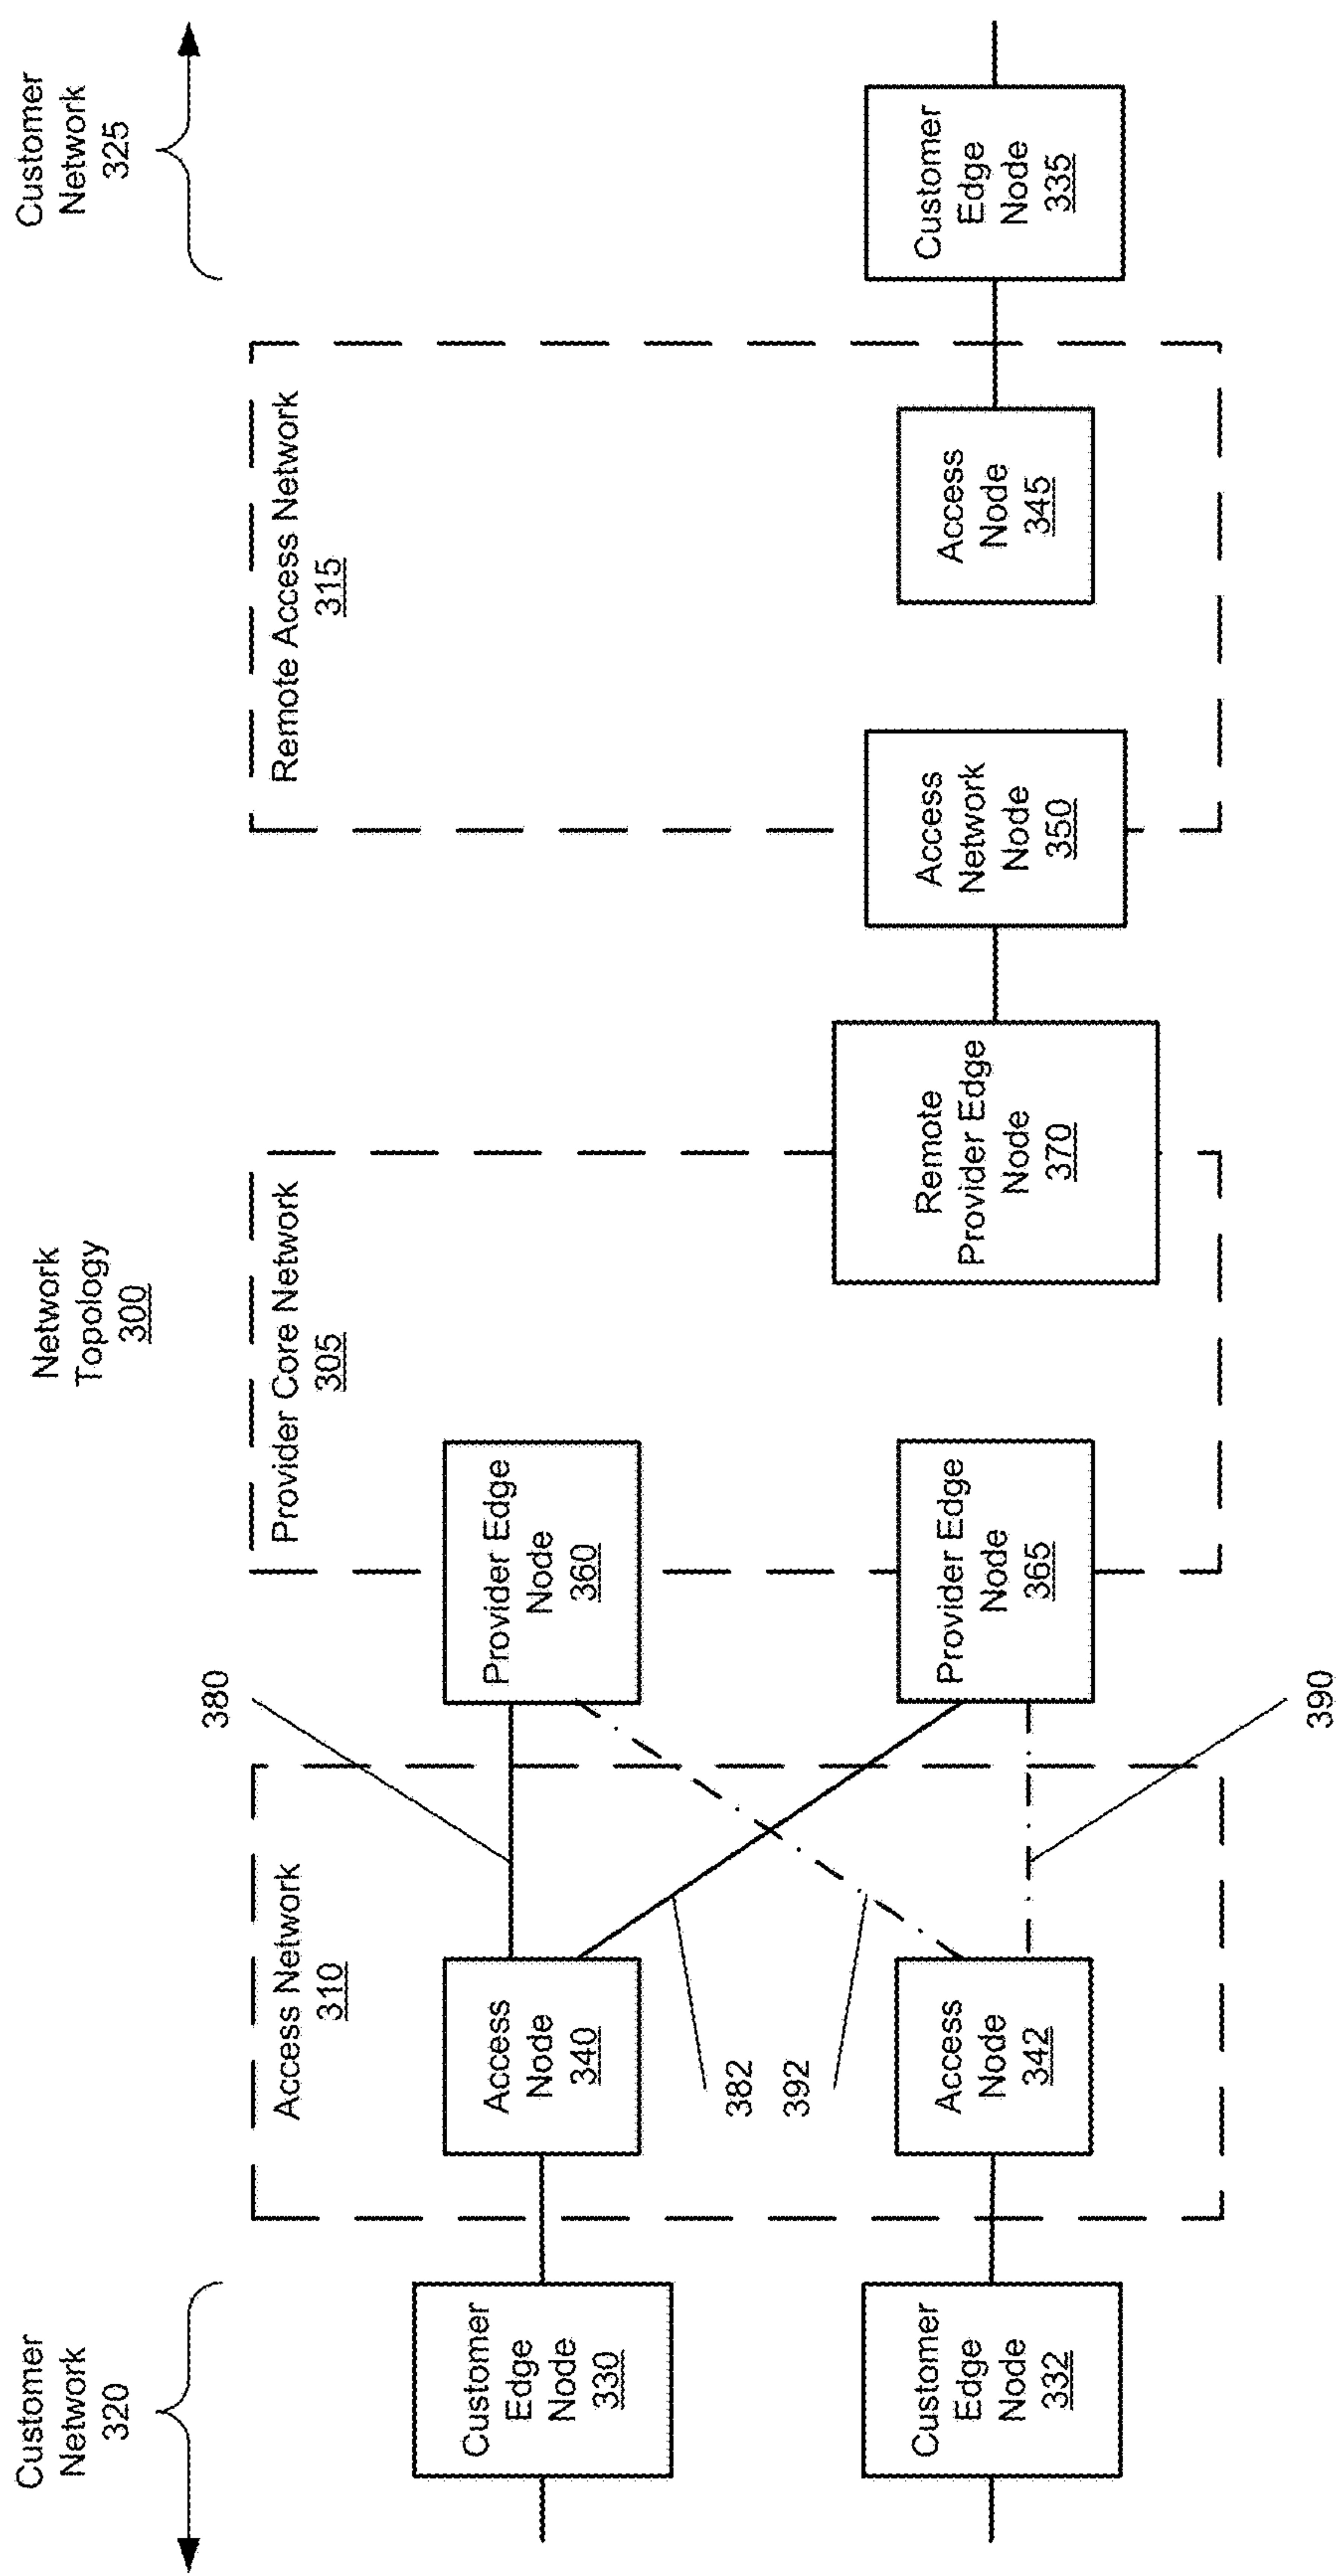 Network
Topology
300
Customer
Network
320
Customer
Network
325
Access Network
310
Provider Core Network
305
Remote Access Network
315
380
Customer
Edge
Node
330
Access
Node
340
Provider Edge
Node
360
382
392
Customer
Edge
Node
332
Access
Node
342
Provider Edge
Node
365
Remote
Provider Edge
Node
370
Access
Network
Node
350
Access
Node
345
Customer
Edge
Node
335
390